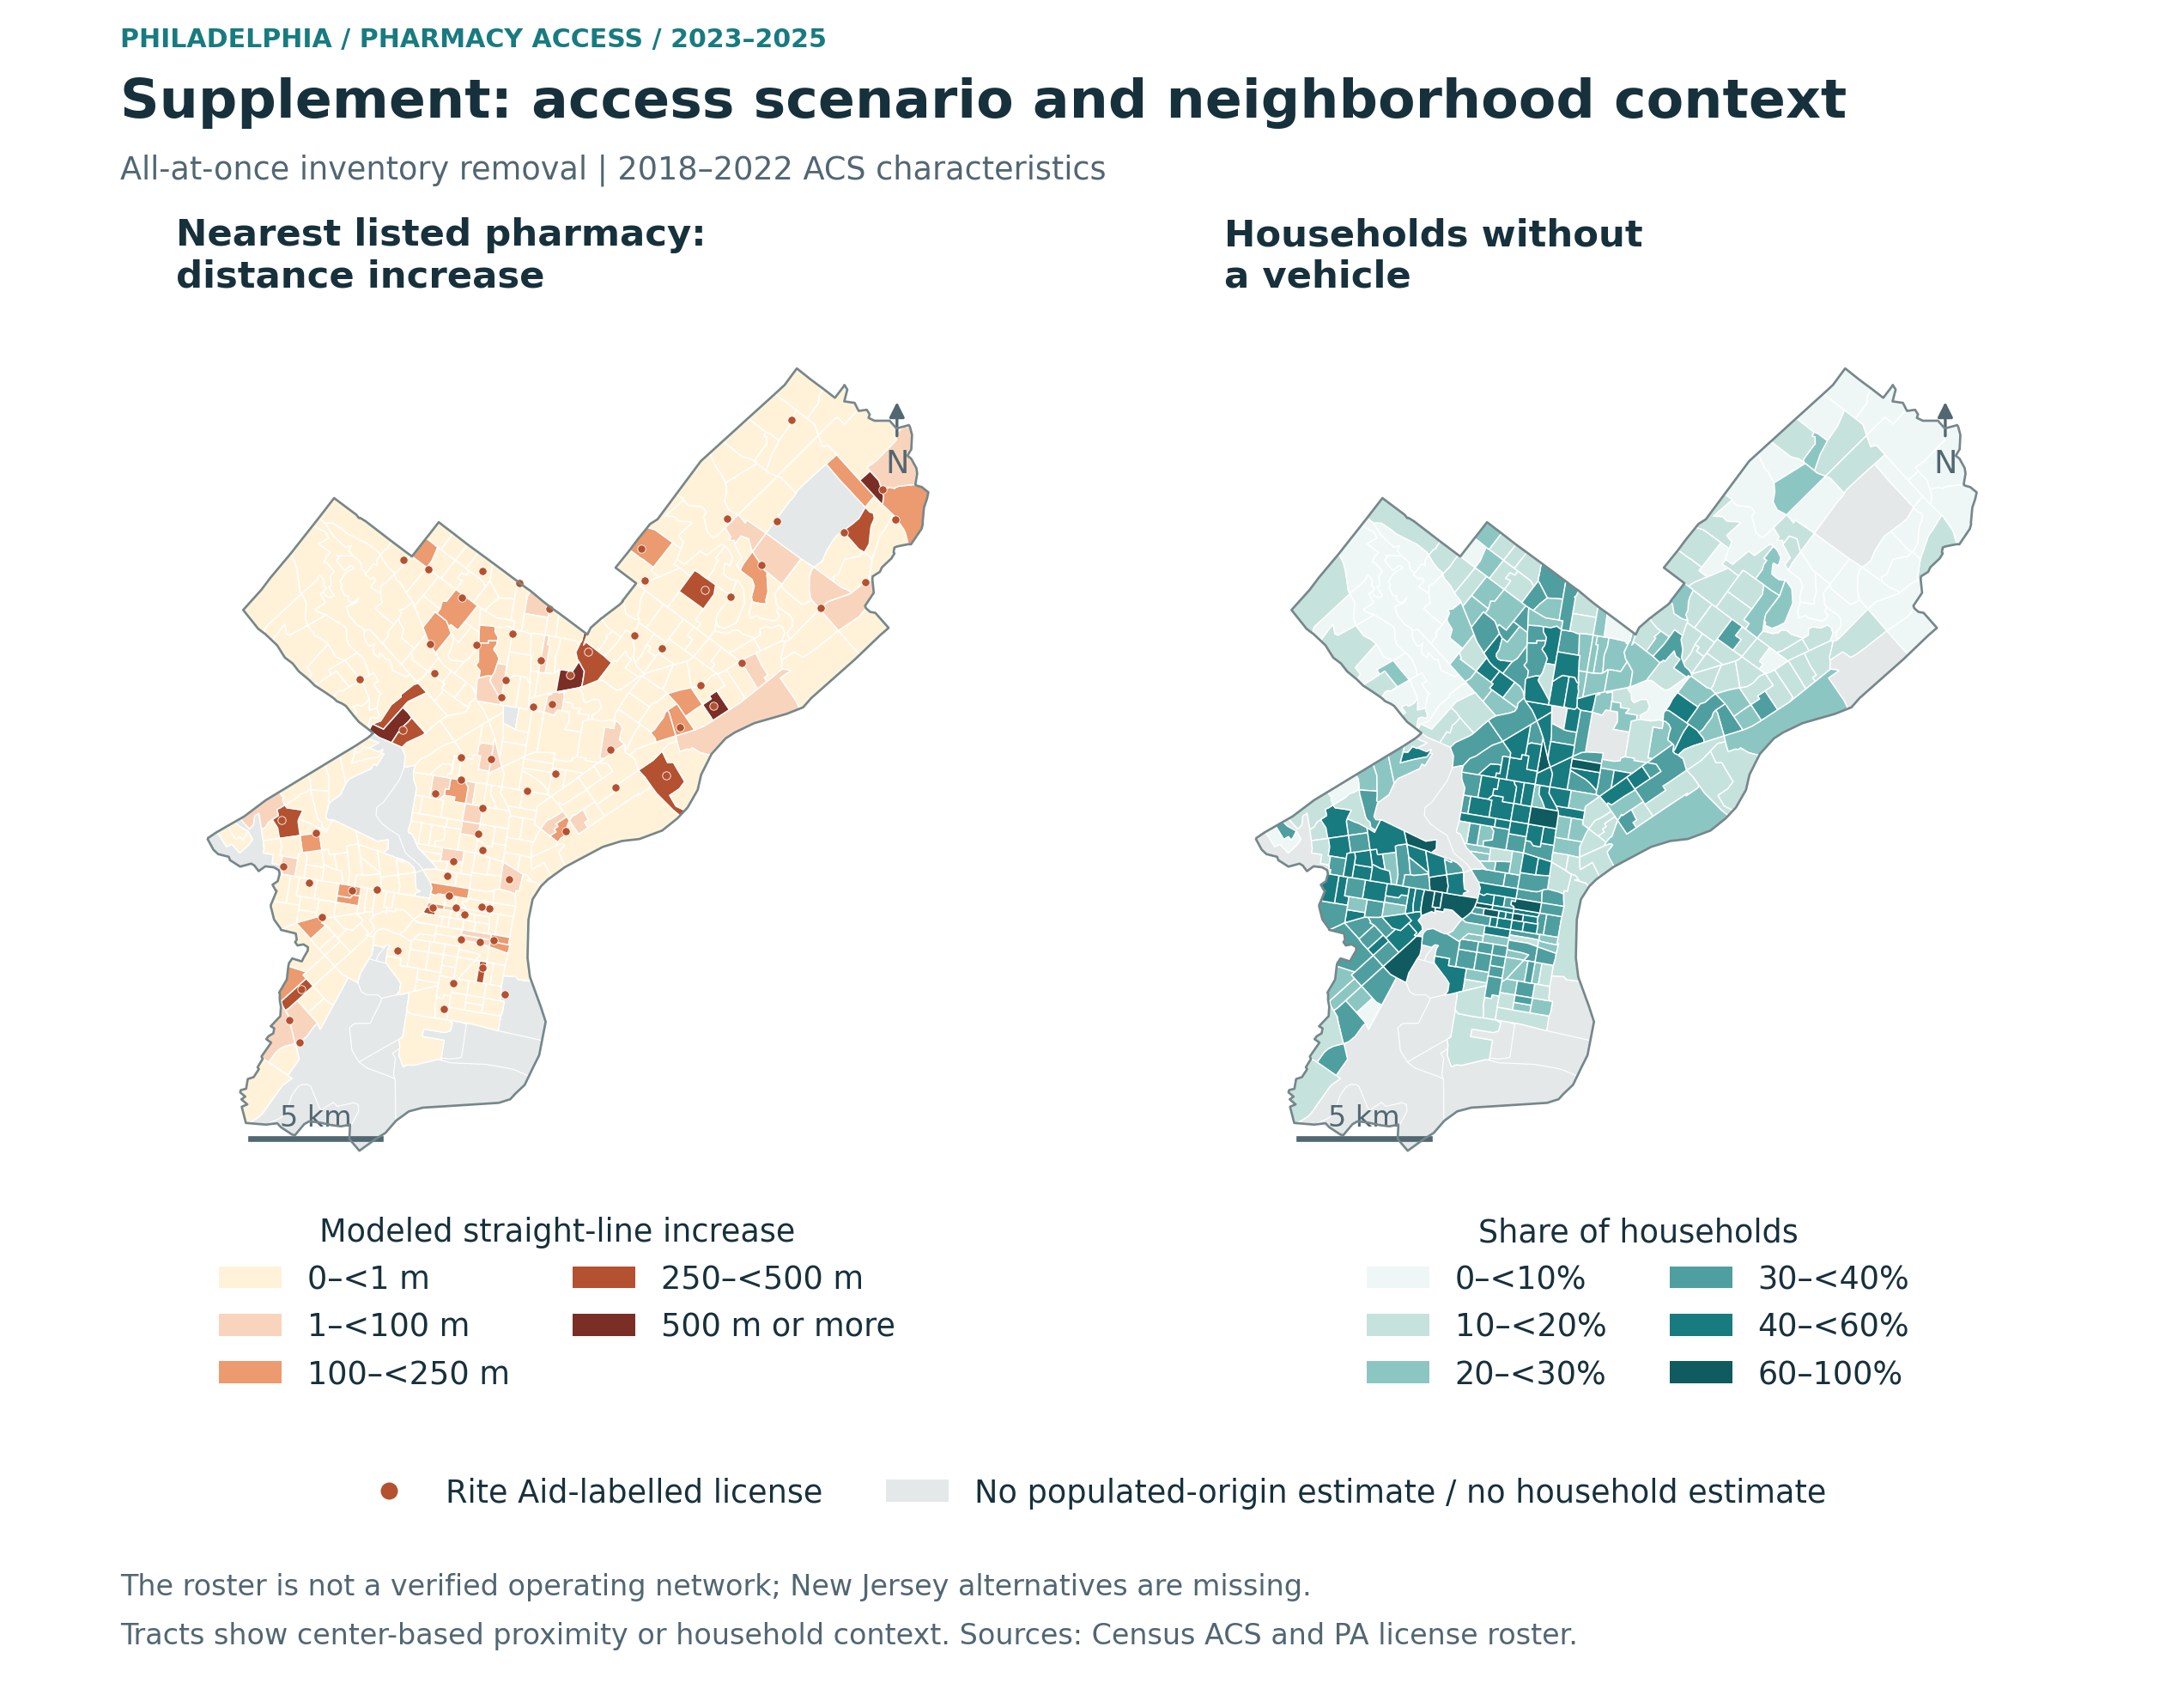 PHILADELPHIA / PHARMACY ACCESS / 2023–2025
Supplement: access scenario and neighborhood context
All-at-once inventory removal | 2018–2022 ACS characteristics
Nearest listed pharmacy:
distance increase
Households without
a vehicle
N
N
5 km
5 km
Modeled straight-line increase
0–<1 m
1–<100 m
100–<250 m
250–<500 m
500 m or more
Share of households
0–<10%
10–<20%
20–<30%
30–<40%
40–<60%
60–100%
Rite Aid-labelled license
No populated-origin estimate / no household estimate
The roster is not a verified operating network; New Jersey alternatives are missing.
Tracts show center-based proximity or household context. Sources: Census ACS and PA license roster.